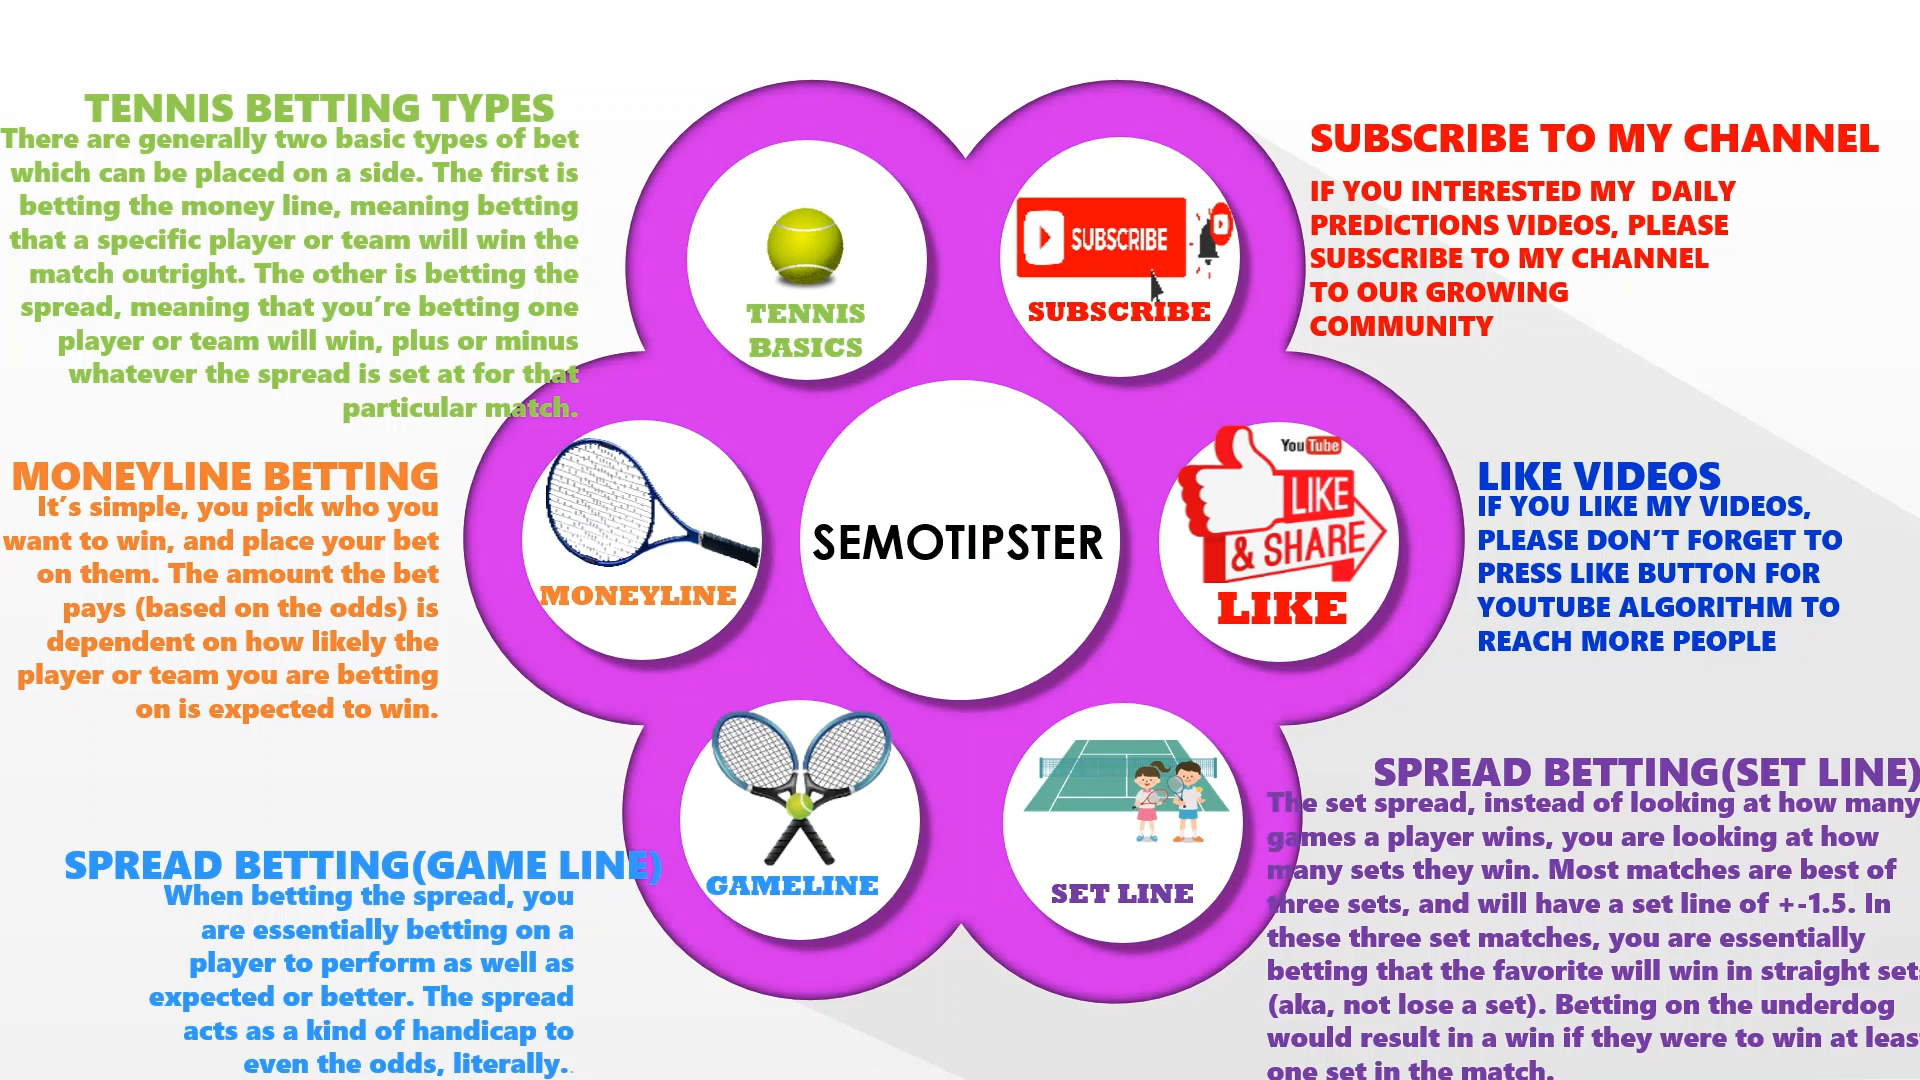 TENNIS BETTING TYPES
There are generally two basic types of bet
which can be placed on a side. The first is
betting the money line, meaning betting
that a specific player or team will win the
match outright. The other is betting the
spread, meaning that you’re betting one
player or team will win, plus or minus
whatever the spread is set at for that
particular match.
MONEYLINE BETTING
It’s simple, you pick who you
want to win, and place your bet
on them. The amount the bet
pays (based on the odds) is
dependent on how likely the
player or team you are betting
on is expected to win.
SPREAD BETTING(GAME LINE)
When betting the spread, you
are essentially betting on a
player to perform as well as
expected or better. The spread
acts as a kind of handicap to
even the odds, literally..
TENNIS
BASICS
SUBSCRIBE
SUBSCRIBE
MONEYLINE
SEMOTIPSTER
YouTube
LIKE
& SHARE
LIKE
GAMELINE
SET LINE
SUBSCRIBE TO MY CHANNEL
IF YOU INTERESTED MY DAILY
PREDICTIONS VIDEOS, PLEASE
SUBSCRIBE TO MY CHANNEL
TO OUR GROWING
COMMUNITY
LIKE VIDEOS
IF YOU LIKE MY VIDEOS,
PLEASE DON’T FORGET TO
PRESS LIKE BUTTON FOR
YOUTUBE ALGORITHM TO
REACH MORE PEOPLE
SPREAD BETTING(SET LINE)
The set spread, instead of looking at how many
games a player wins, you are looking at how
many sets they win. Most matches are best of
three sets, and will have a set line of +-1.5. In
these three set matches, you are essentially
betting that the favorite will win in straight sets
(aka, not lose a set). Betting on the underdog
would result in a win if they were to win at least
one set in the match.